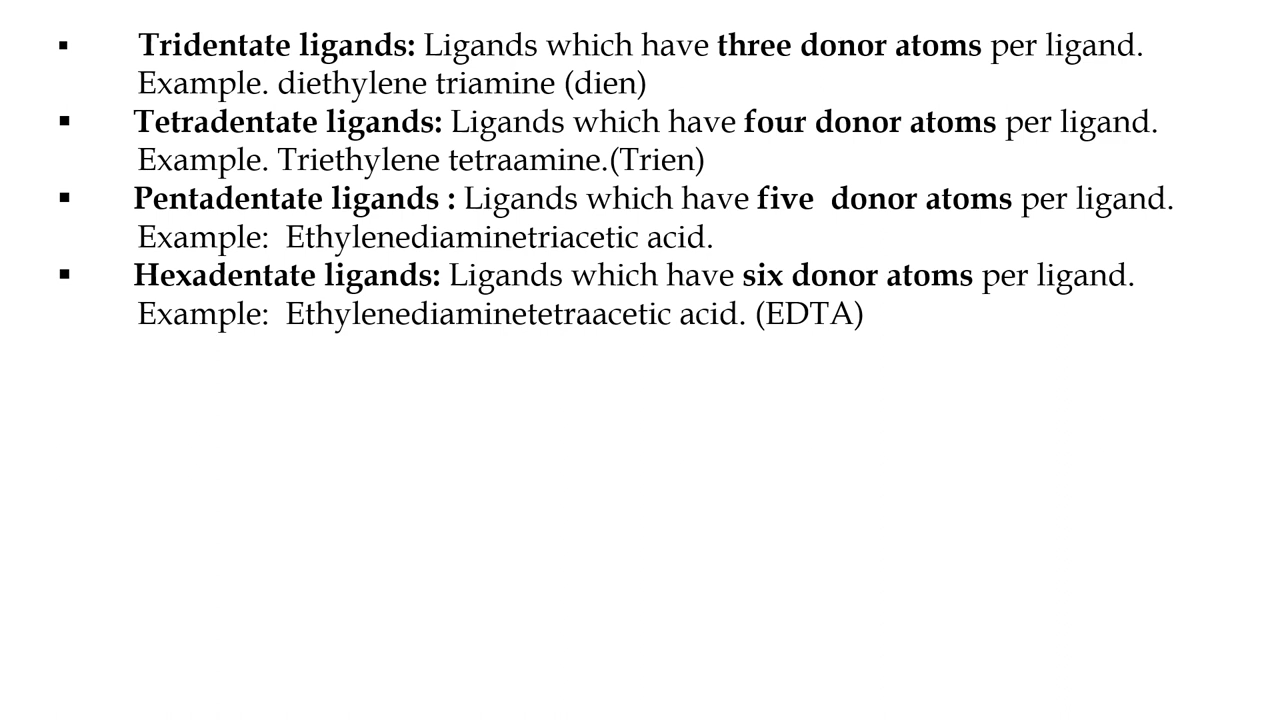 ▪ Tridentate ligands: Ligands which have three donor atoms per ligand.
Example. diethylene triamine (dien)
▪ Tetradentate ligands: Ligands which have four donor atoms per ligand.
Example. Triethylene tetraamine.(Trien)
▪ Pentadentate ligands : Ligands which have five  donor atoms per ligand.
Example:  Ethylenediaminetriacetic acid.
▪ Hexadentate ligands: Ligands which have six donor atoms per ligand.
Example:  Ethylenediaminetetraacetic acid. (EDTA)